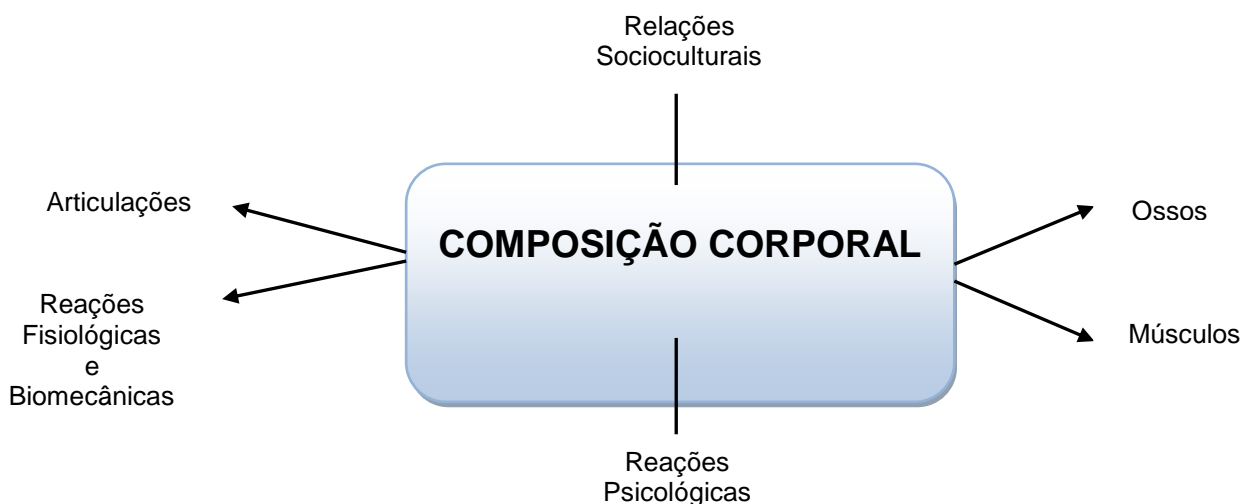 Relações
Socioculturais
Articulações
COMPOSIÇÃO CORPORAL
Ossos
Reações
Fisiológicas
e
Biomecânicas
Músculos
Reações
Psicológicas